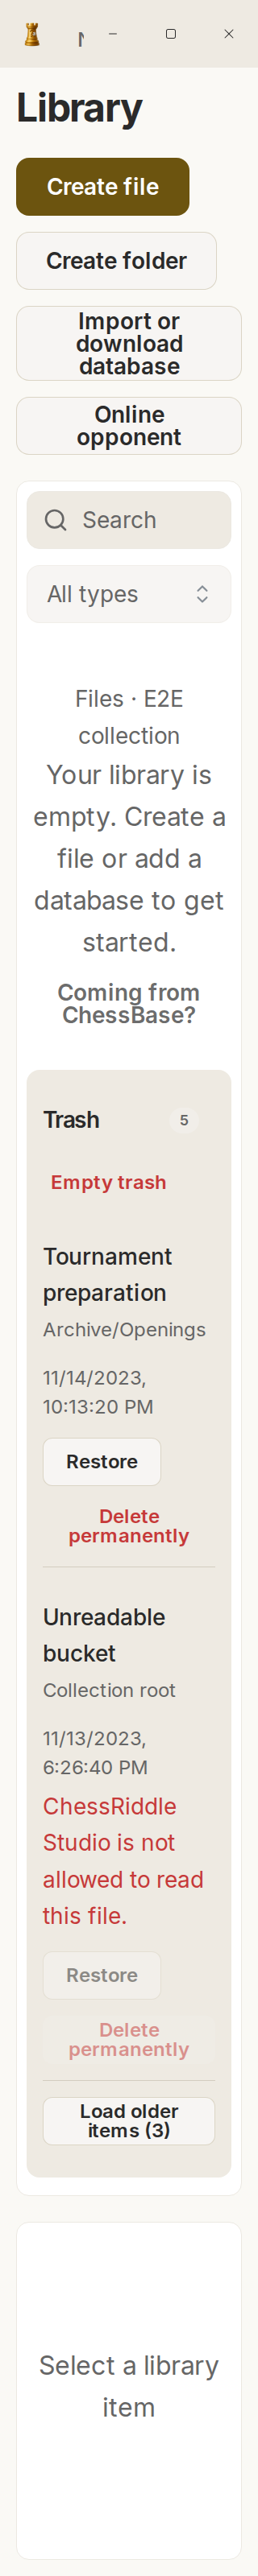 Library
Create file
Create folder
Import or
download
database
Online
opponent
Search
All types
Files · E2E
collection
Your library is
empty. Create a
file or add a
database to get
started.
Coming from
ChessBase?
Trash 5
Empty trash
Tournament
preparation
Archive/Openings
11/14/2023,
10:13:20 PM
Restore
Delete
permanently
Unreadable
bucket
Collection root
11/13/2023,
6:26:40 PM
ChessRiddle
Studio is not
allowed to read
this file.
Restore
Delete
permanently
Load older
items (3)
Select a library
item